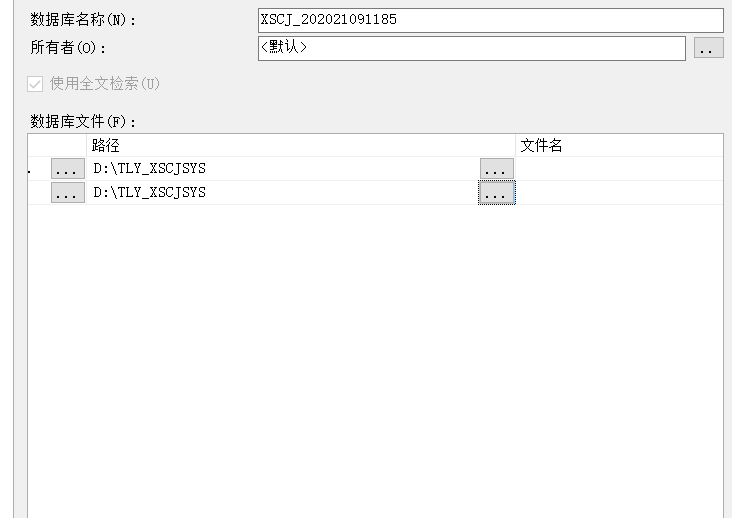 数据库名称(N):
XSCJ_202021091185
所有者(O):
<默认>
..
使用全文检索(U)
数据库文件(F):
路径 文件名
. ... D:\TLY_XSCJSYS ...
... D:\TLY_XSCJSYS ...